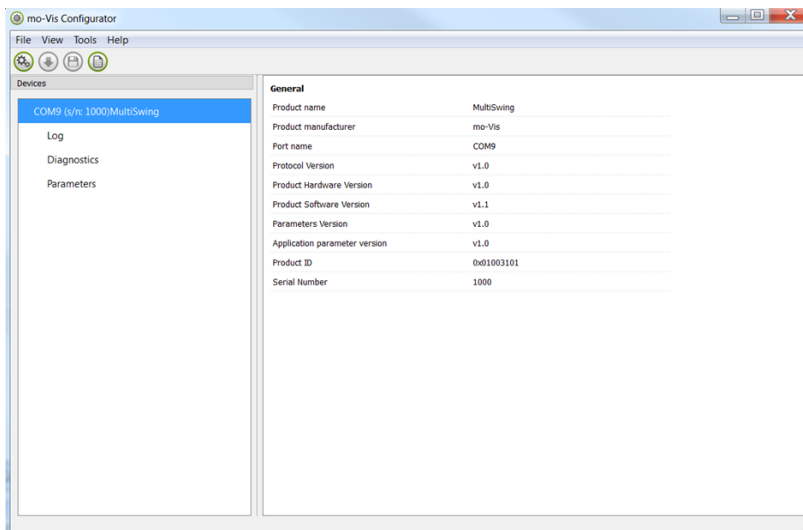 mo-Vis Configurator
File View Tools Help
Devices
COM9 (s/n: 1000)MultiSwing
Log
Diagnostics
Parameters
General
Product name MultiSwing
Product manufacturer mo-Vis
Port name COM9
Protocol Version v1.0
Product Hardware Version v1.0
Product Software Version v1.1
Parameters Version v1.0
Application parameter version v1.0
Product ID 0x01003101
Serial Number 1000